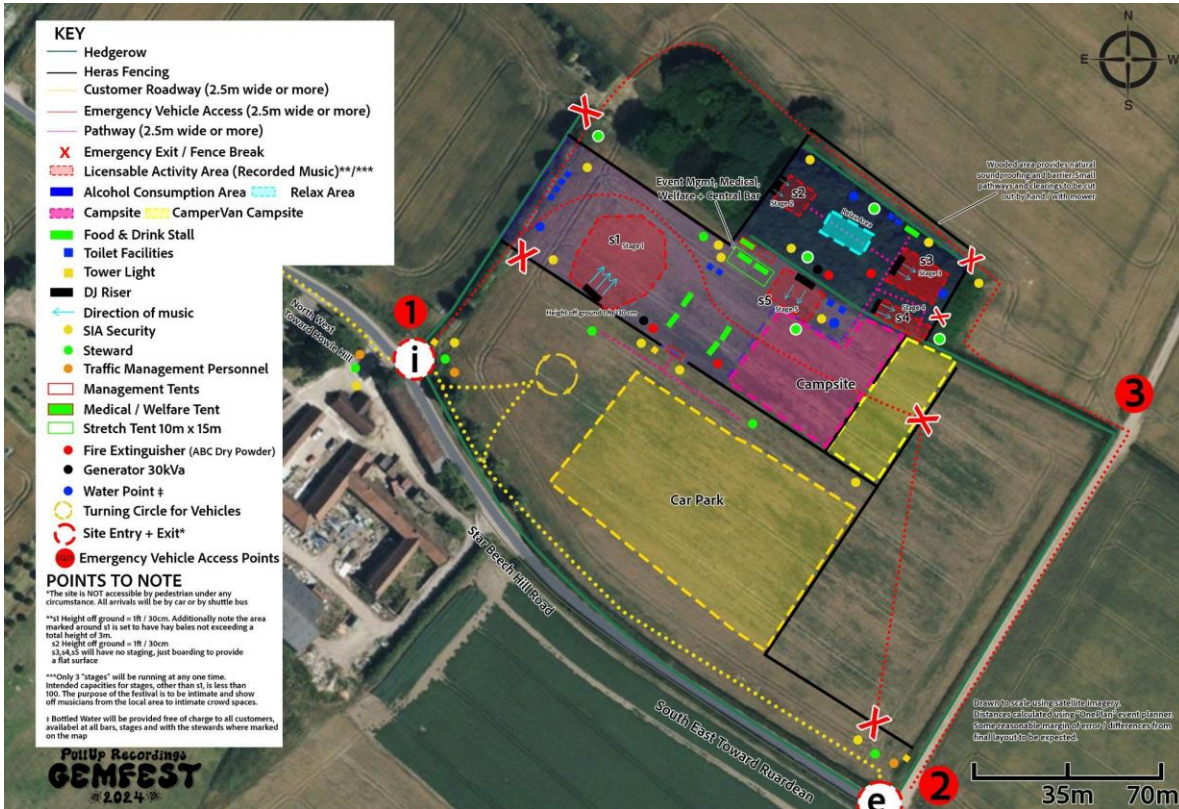 KEY
Hedgerow
Heras Fencing
Customer Roadway (2.5m wide or more)
Emergency Vehicle Access (2.5m wide or more)
Pathway (2.5m wide or more)
X Emergency Exit / Fence Break
Licensable Activity Area (Recorded Music)**/***
Alcohol Consumption Area
Relax Area
Campsite
CamperVan Campsite
Food & Drink Stall
Toilet Facilities
Tower Light
DJ Riser
Direction of music
SIA Security
Steward
Traffic Management Personnel
Management Tents
Medical / Welfare Tent
Stretch Tent 10m x 15m
Fire Extinguisher (ABC Dry Powder)
Generator 30kVa
Water Point ‡
Turning Circle for Vehicles
Site Entry + Exit*
Emergency Vehicle Access Points
POINTS TO NOTE
*The site is NOT accessible by pedestrian under any
circumstance. All arrivals will be by car or by shuttle bus
**s1 Height off ground = 1ft / 30cm. Additionally note the area
marked around s1 is set to have hay bales not exceeding a
total height of 3m.
s2 Height off ground = 1ft / 30cm
s3,s4,s5 will have no staging, just boarding to provide
a flat surface
***Only 3 "stages" will be running at any one time.
Intended capacities for stages, other than s1, is less than
100. The purpose of the festival is to be intimate and show
off musicians from the local area to intimate crowd spaces.
‡ Bottled Water will be provided free of charge to all customers,
availabel at all bars, stages and with the stewards where marked
on the map
PullUp Recordings
GEMFEST
2024
N
E
W
S
Wooded area provides natural
soundproofing and barrier. Small
pathways and clearings to be cut
out by hand / with mower
Event Mgmt, Medical,
Welfare + Central Bar
X
s2
Stage 2
Relax Area
s3
Stage 3
X
s1
Stage 1
s5
Stage 5
Stage 4
s4
X
X
Height off ground 1ft / 30 cm
1
i
North West
Toward Howle Hill
Campsite
3
X
Car Park
Star Beech Hill Road
South East Toward Ruardean
X
e
2
Drawn to scale using satellite imagery.
Distances calculated using "OnePlan" event planner.
Some reasonable margin of error / differences from
final layout to be expected.
35m
70m